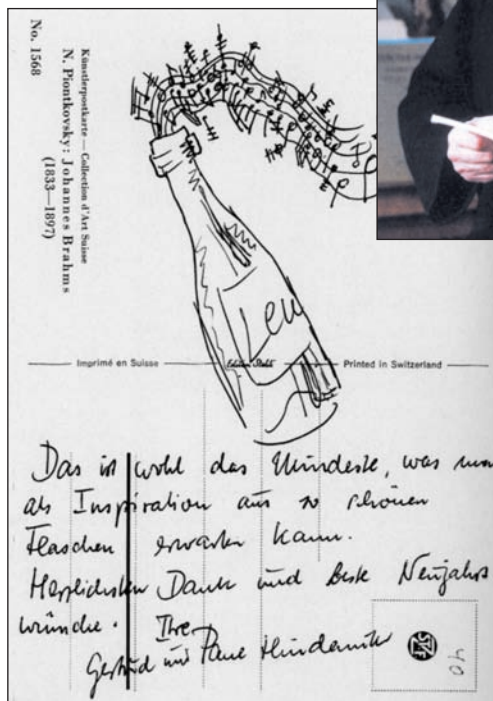 No. 1568
Künstlerpostkarte — Collection d'Art Suisse
N. Piontkovsky: Johannes Brahms
(1833—1897)
Imprimé en Suisse
Printed in Switzerland
Das ist wohl das Mindeste, was man
als Inspiration aus so schönen
Flaschen erwarten kann.
Herzlichsten Dank und beste Neujahrs
wünsche. Ihre
Gertrud und Paul Hindemith
40